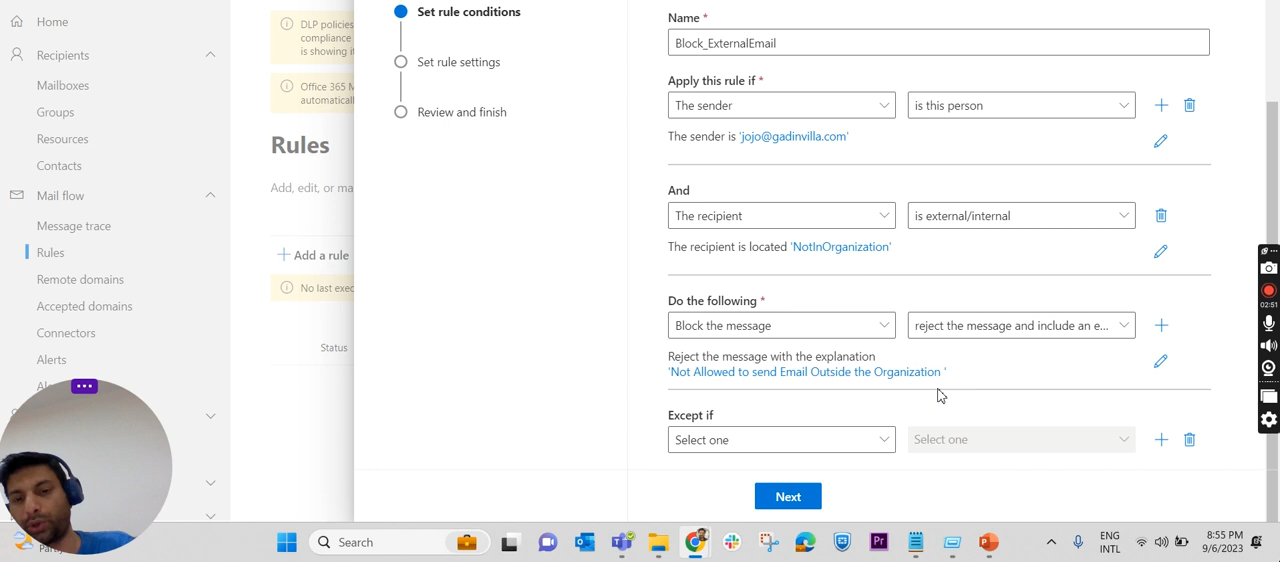 Home
Recipients
Mailboxes
Groups
Resources
Contacts
Mail flow
Message trace
Rules
Remote domains
Accepted domains
Connectors
Alerts
DLP policies
compliance
is showing it
Office 365 M
automatical
Rules
Add, edit, or ma
Add a rule
No last exec
Status
Set rule conditions
Set rule settings
Review and finish
Name *
Block_ExternalEmail
Apply this rule if *
The sender
is this person
The sender is 'jojo@gadinvilla.com'
And
The recipient
is external/internal
The recipient is located 'NotInOrganization'
Do the following *
Block the message
reject the message and include an e...
Reject the message with the explanation
'Not Allowed to send Email Outside the Organization '
Except if
Select one
Select one
Next
02:51
Search
Pr
ENG
INTL
8:55 PM
9/6/2023